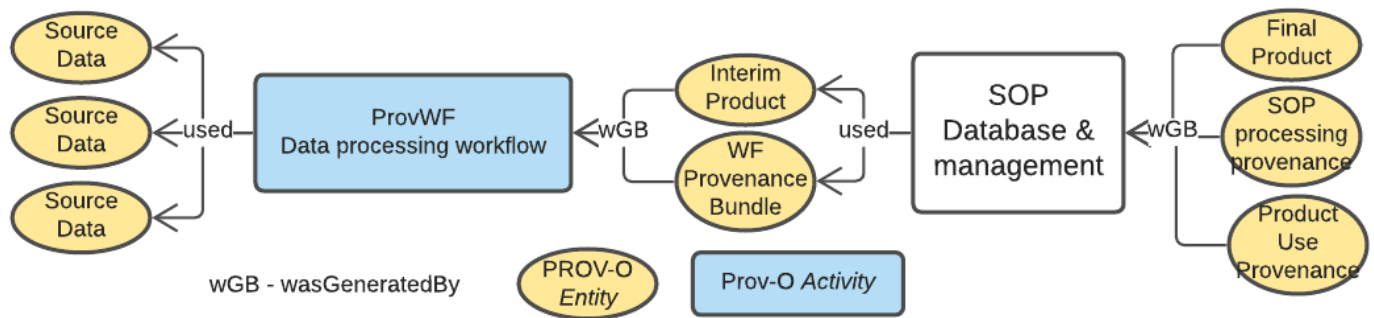 Source
Data
Source
Data
Source
Data
used
ProvWF
Data processing workflow
wGB
Interim
Product
WF
Provenance
Bundle
used
SOP
Database &
management
wGB
Final
Product
SOP
processing
provenance
Product
Use
Provenance
wGB - wasGeneratedBy
PROV-O
Entity
Prov-O Activity